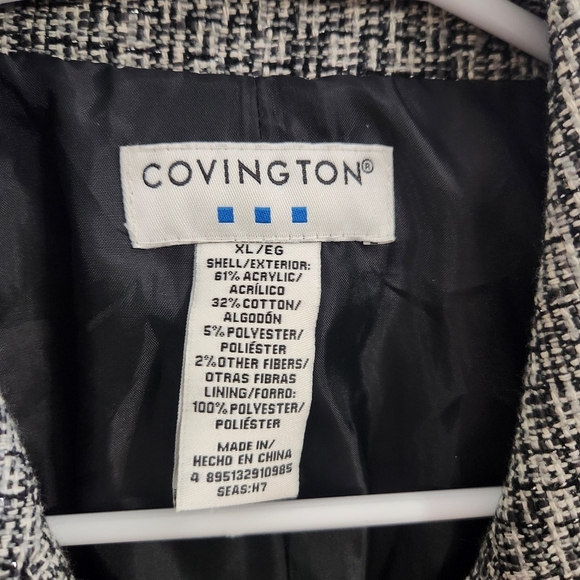 COVINGTON®
XL/EG
SHELL/EXTERIOR:
61% ACRYLIC/
ACRÍLICO
32% COTTON/
ALGODÓN
5% POLYESTER/
POLIÉSTER
2% OTHER FIBERS/
OTRAS FIBRAS
LINING/FORRO:
100% POLYESTER/
POLIÉSTER
MADE IN/
HECHO EN CHINA
4 895132910985
SEAS:H7